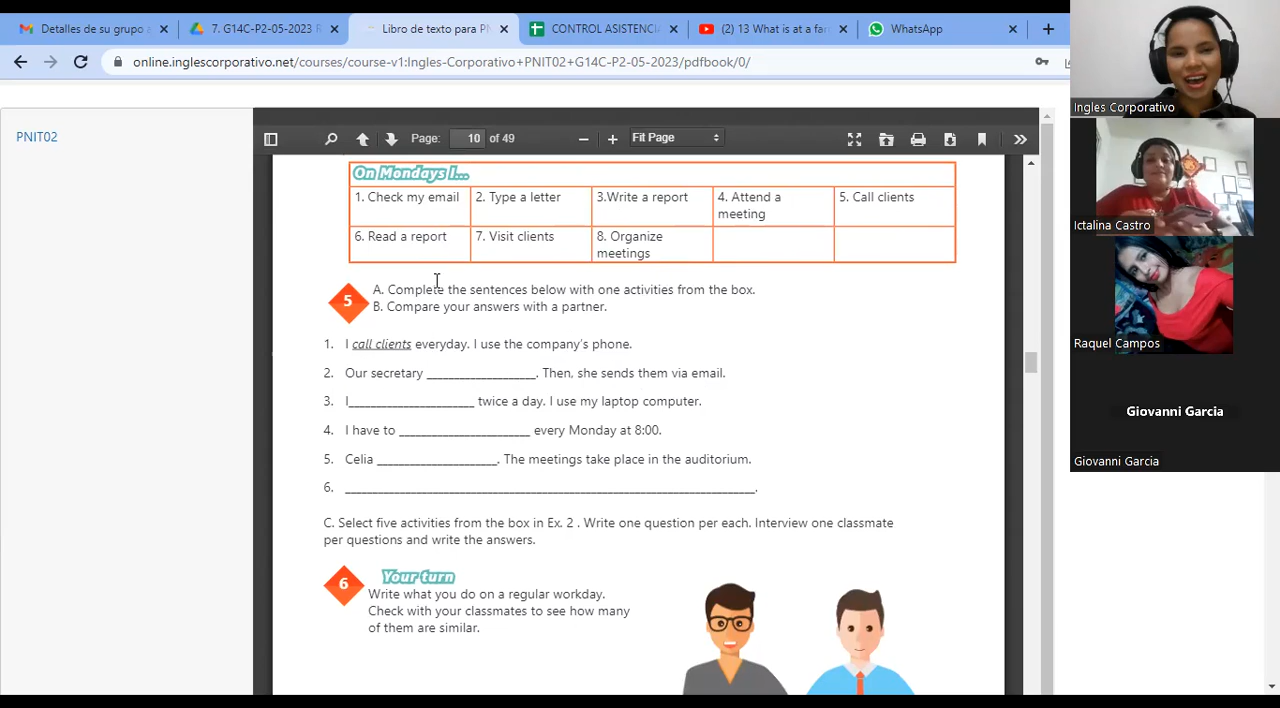 Detalles de su grupo
7. G14C-P2-05-2023 R
Libro de texto para PN
CONTROL ASISTENCIA
(2) 13 What is at a fam
WhatsApp
online.inglescorporativo.net/courses/course-v1:Ingles-Corporativo+PNIT02+G14C-P2-05-2023/pdfbook/0/
PNIT02
Page: 10 of 49
Fit Page
On Mondays I...
1. Check my email
2. Type a letter
3.Write a report
4. Attend a
meeting
5. Call clients
6. Read a report
7. Visit clients
8. Organize
meetings
5
A. Complete the sentences below with one activities from the box.
B. Compare your answers with a partner.
1. I call clients everyday. I use the company's phone.
2. Our secretary ____________________. Then, she sends them via email.
3. I_______________________ twice a day. I use my laptop computer.
4. I have to ________________________ every Monday at 8:00.
5. Celia ______________________. The meetings take place in the auditorium.
6. ___________________________________________________________________________.
C. Select five activities from the box in Ex. 2 . Write one question per each. Interview one classmate
per questions and write the answers.
6
Your turn
Write what you do on a regular workday.
Check with your classmates to see how many
of them are similar.
Ingles Corporativo
Ictalina Castro
Raquel Campos
Giovanni Garcia
Giovanni Garcia